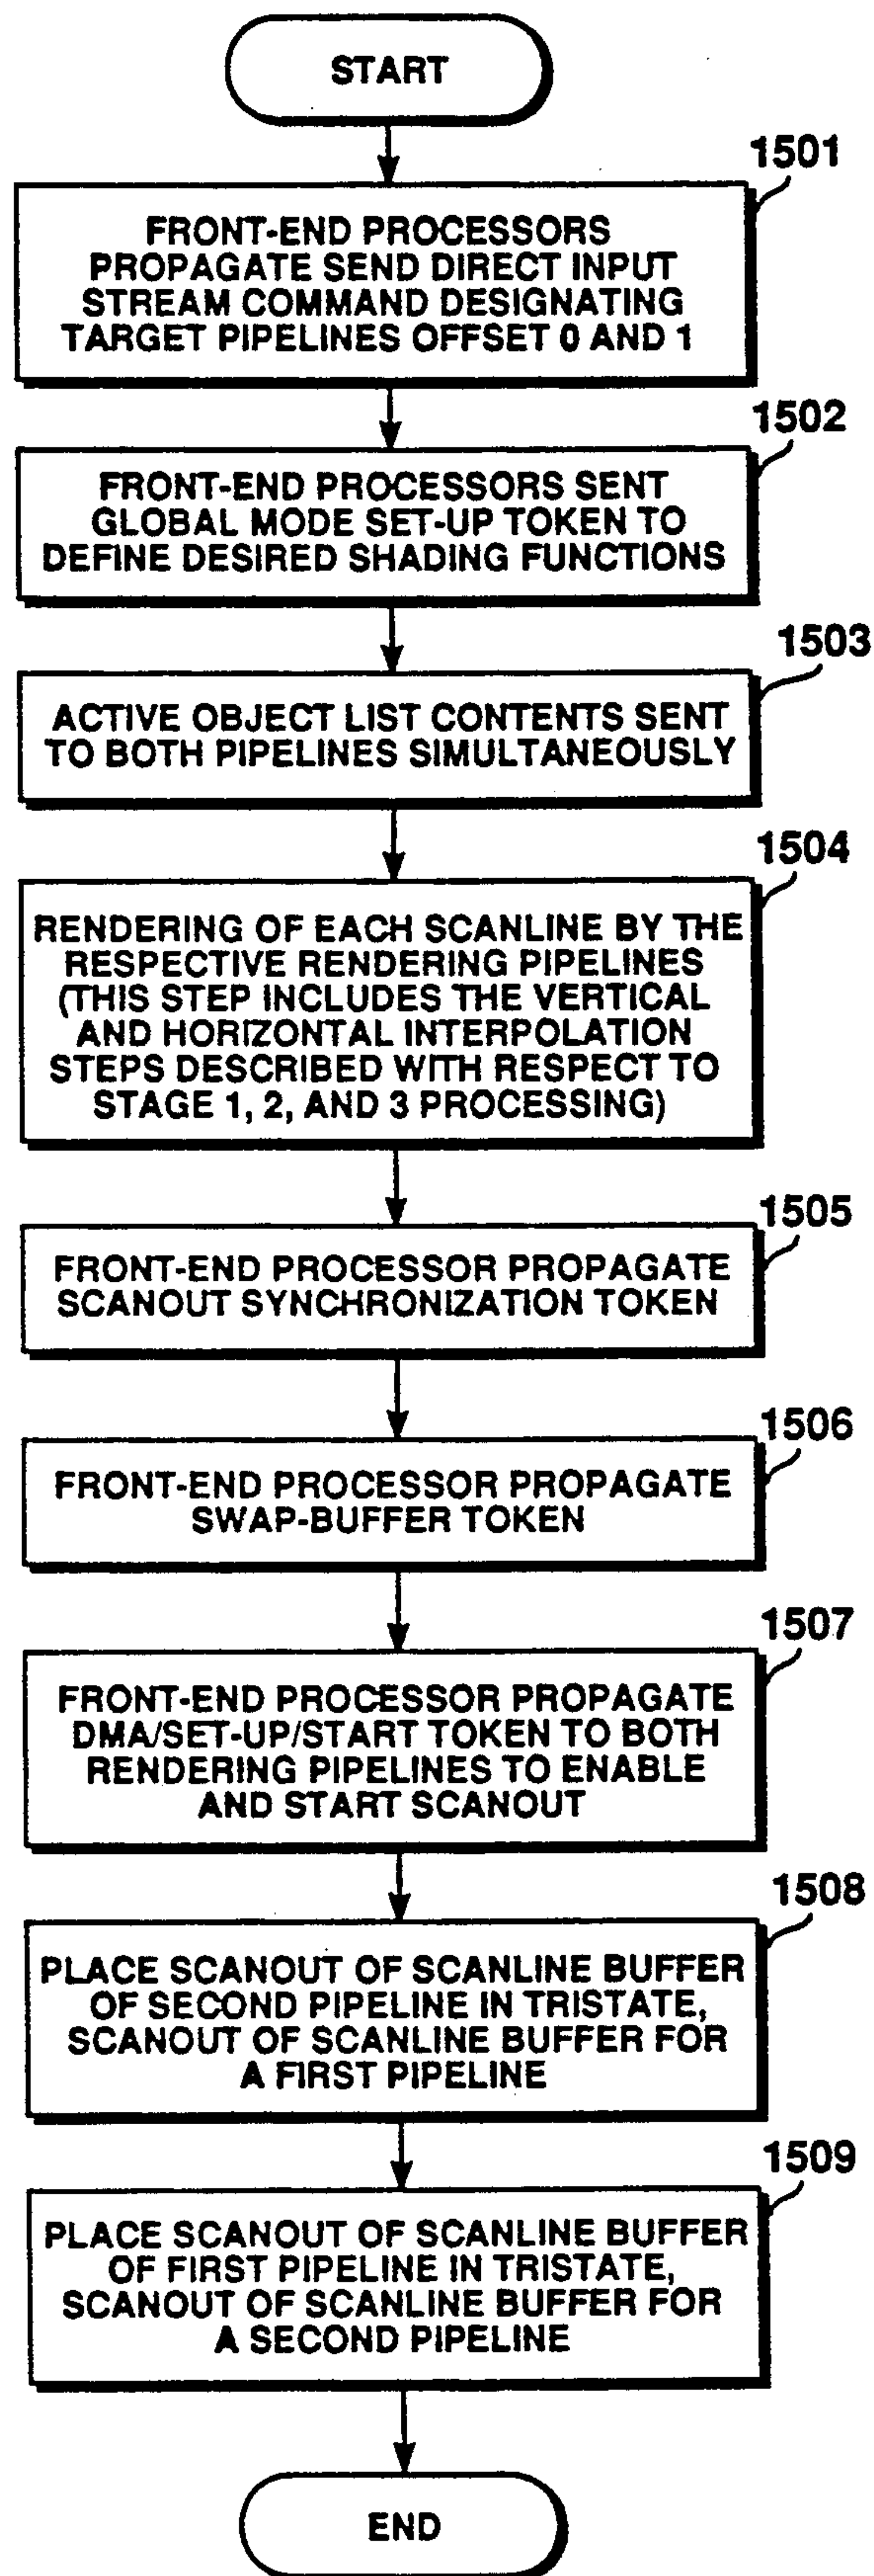 START
1501
FRONT-END PROCESSORS
PROPAGATE SEND DIRECT INPUT
STREAM COMMAND DESIGNATING
TARGET PIPELINES OFFSET 0 AND 1
1502
FRONT-END PROCESSORS SENT
GLOBAL MODE SET-UP TOKEN TO
DEFINE DESIRED SHADING FUNCTIONS
1503
ACTIVE OBJECT LIST CONTENTS SENT
TO BOTH PIPELINES SIMULTANEOUSLY
1504
RENDERING OF EACH SCANLINE BY THE
RESPECTIVE RENDERING PIPELINES
(THIS STEP INCLUDES THE VERTICAL
AND HORIZONTAL INTERPOLATION
STEPS DESCRIBED WITH RESPECT TO
STAGE 1, 2, AND 3 PROCESSING)
1505
FRONT-END PROCESSOR PROPAGATE
SCANOUT SYNCHRONIZATION TOKEN
1506
FRONT-END PROCESSOR PROPAGATE
SWAP-BUFFER TOKEN
1507
FRONT-END PROCESSOR PROPAGATE
DMA/SET-UP/START TOKEN TO BOTH
RENDERING PIPELINES TO ENABLE
AND START SCANOUT
1508
PLACE SCANOUT OF SCANLINE BUFFER
OF SECOND PIPELINE IN TRISTATE,
SCANOUT OF SCANLINE BUFFER FOR
A FIRST PIPELINE
1509
PLACE SCANOUT OF SCANLINE BUFFER
OF FIRST PIPELINE IN TRISTATE,
SCANOUT OF SCANLINE BUFFER FOR
A SECOND PIPELINE
END